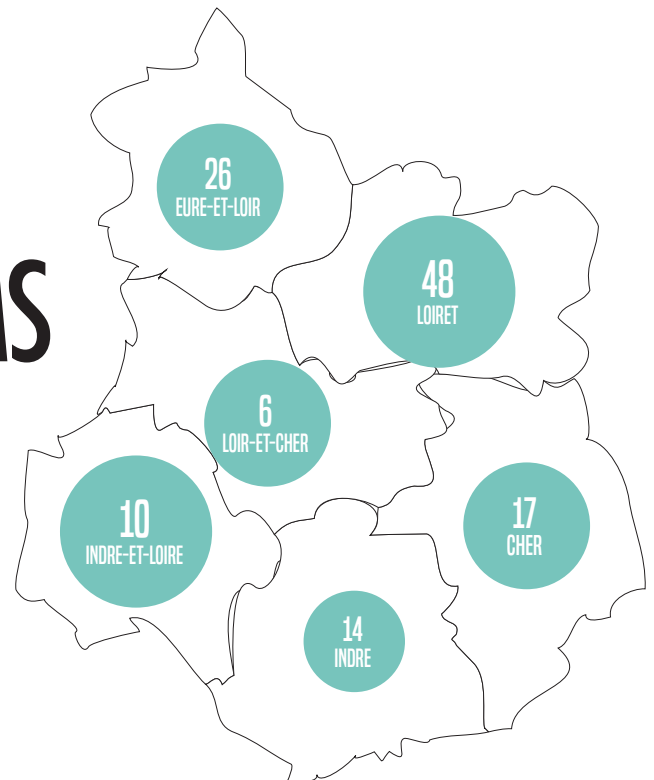 26
EURE-ET-LOIR
48
LOIRET
6
LOIR-ET-CHER
10
INDRE-ET-LOIRE
17
CHER
14
INDRE